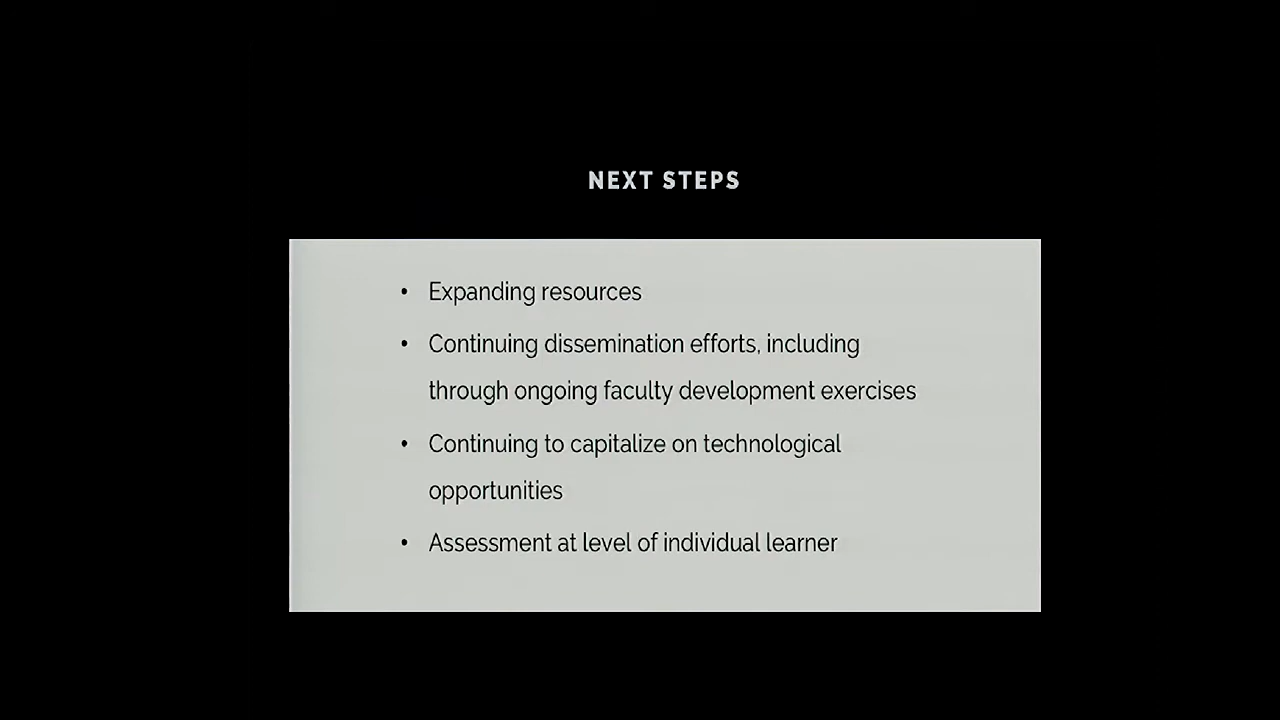 NEXT STEPS
• Expanding resources
• Continuing dissemination efforts, including
through ongoing faculty development exercises
• Continuing to capitalize on technological
opportunities
• Assessment at level of individual learner